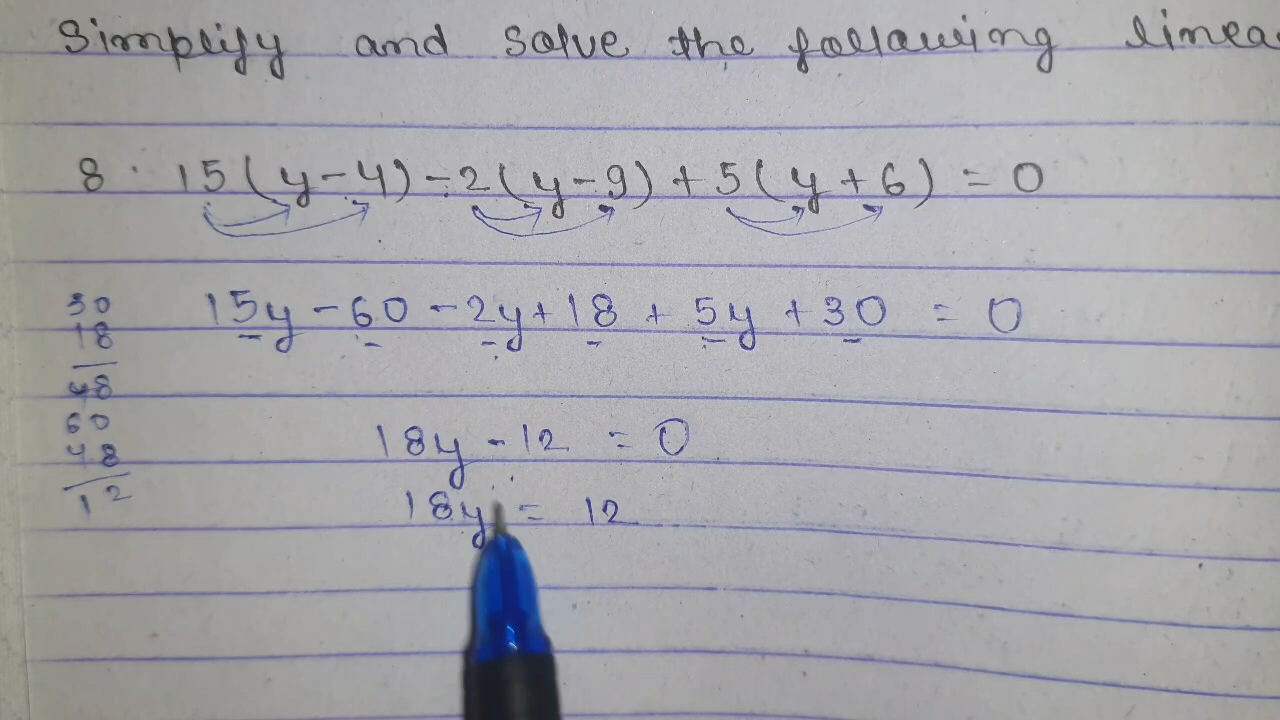 Simplify and solve the following linea
8. 15(y-4)-2(y-9)+5(y+6)=0
15y-60-2y+18+5y+30=0
30
18
48
60
48
12
18y-12=0
18y=12